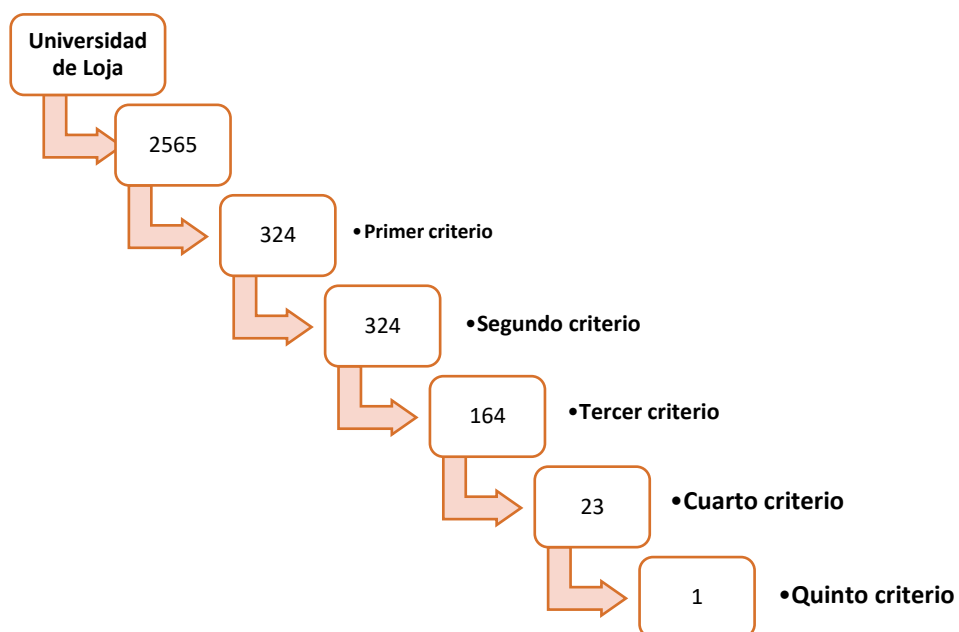 Universidad
de Loja
2565
324
•Primer criterio
324
•Segundo criterio
164
•Tercer criterio
23
•Cuarto criterio
1
•Quinto criterio